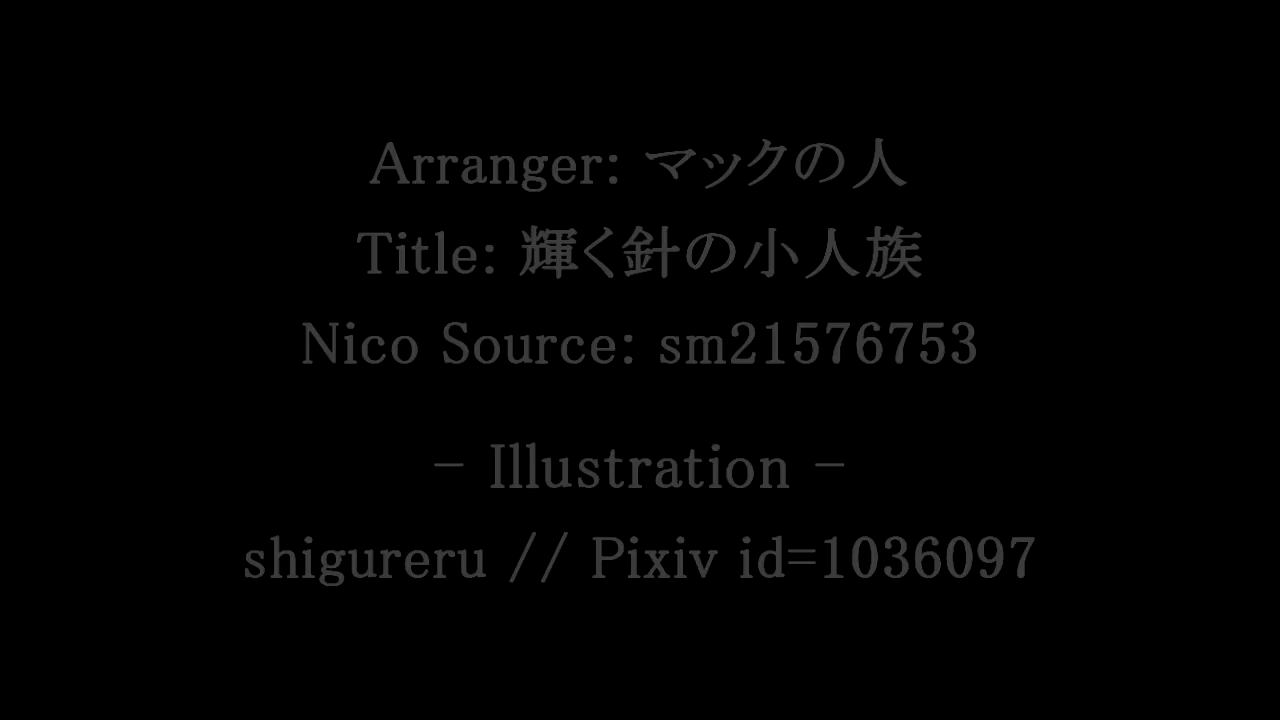 Arranger: マックの人
Title: 輝く針の小人族
Nico Source: sm21576753
- Illustration -
shigureru // Pixiv id=1036097